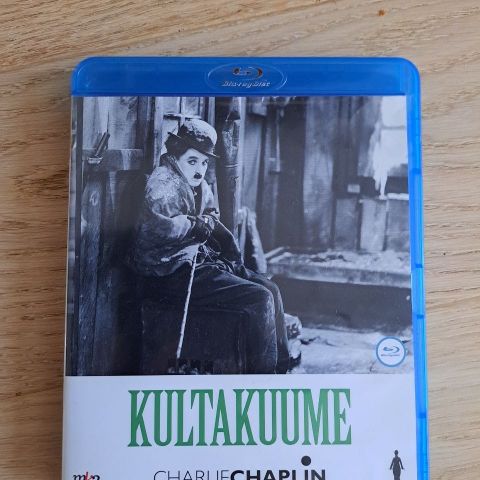 Blu-ray Disc
KULTAKUUME
CHARLIE CHAPLIN